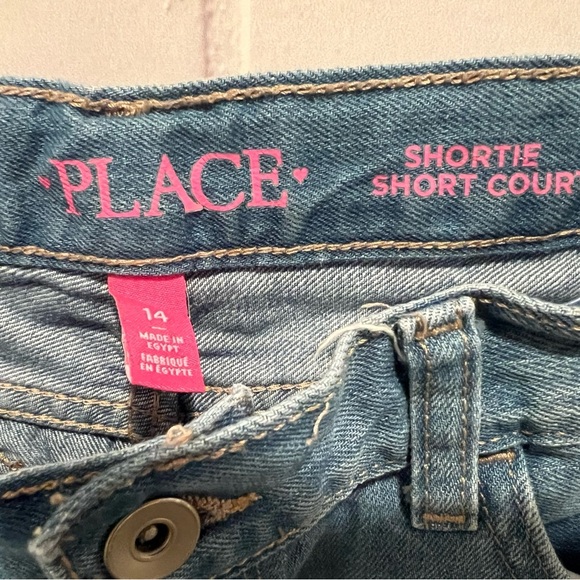 PLACE
SHORTIE
SHORT COURT
14
MADE IN
EGYPT
FABRIQUÉ
EN ÉGYPTE